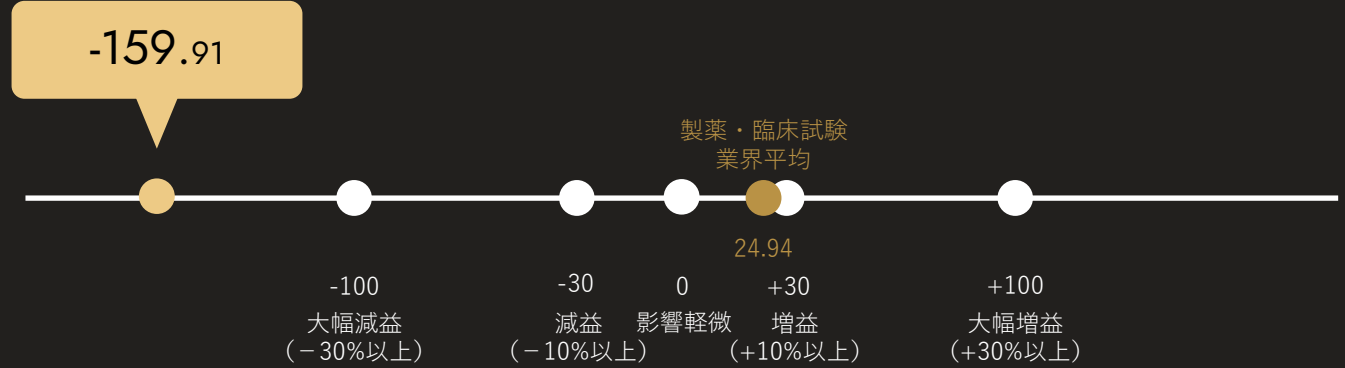 -159.91
製薬・臨床試験
業界平均
24.94
-100
大幅減益
（－30%以上）
-30
減益
（－10%以上）
0
影響軽微
+30
増益
（+10%以上）
+100
大幅増益
（+30%以上）